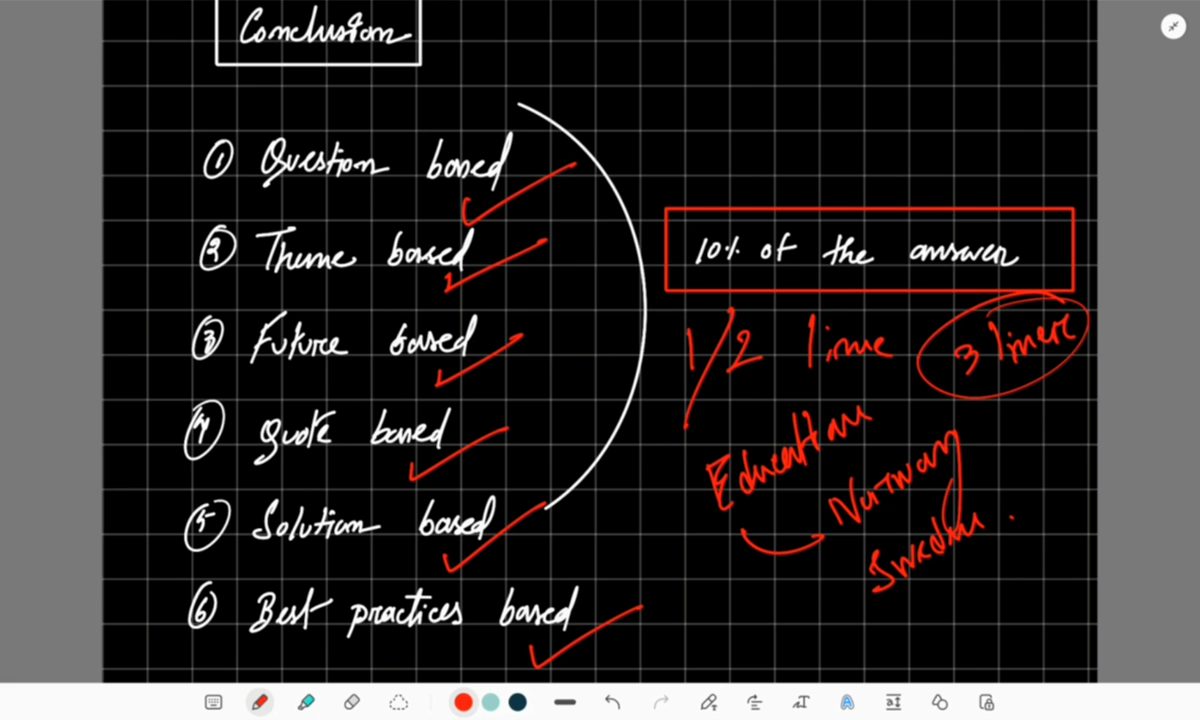 Conclusion
① Question based
② Theme based
③ Future based
④ Quote based
⑤ Solution based
⑥ Best practices based
10% of the answer
1/2 line
3 liner
Education
Norway
Sweden.